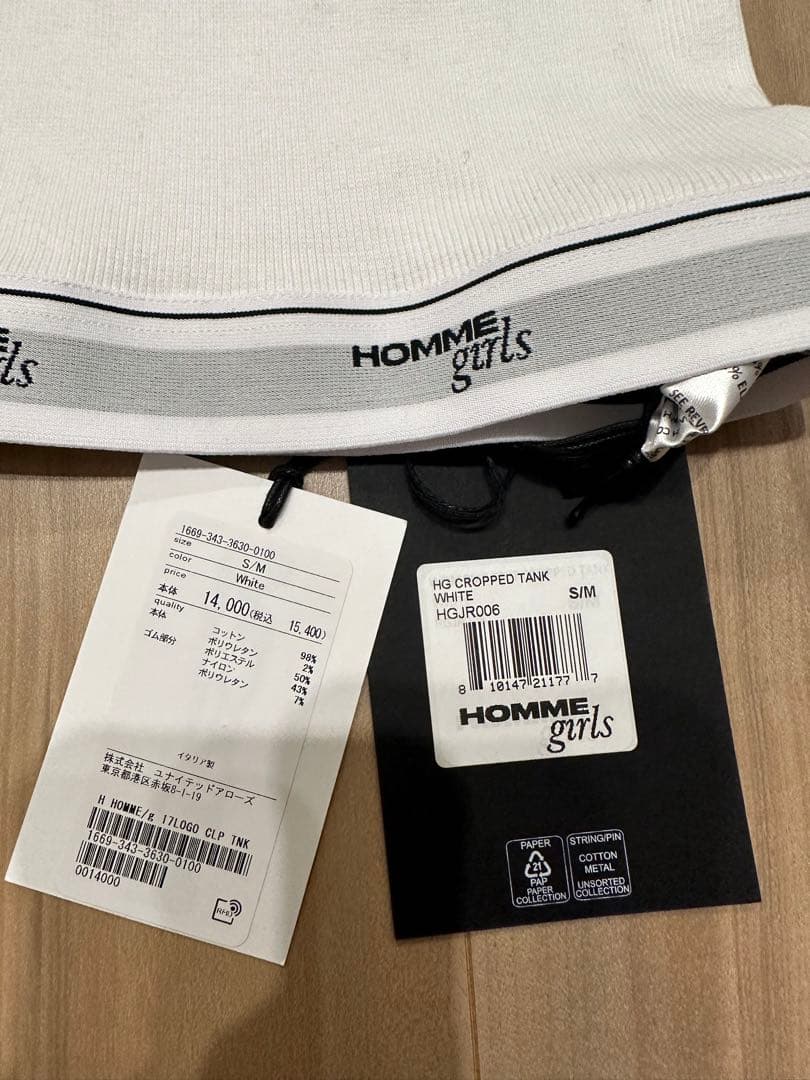 HOMME
girls
ls
% E
SEE REVE
1669-343-3630-0100
size S/M
color White
price
本体 14,000(税込 15,400)
quality
本体 コットン 98%
ポリウレタン 2%
ゴム部分 ポリエステル 50%
ナイロン 43%
ポリウレタン 7%
イタリア製
株式会社 ユナイテッドアローズ
東京都港区赤坂8-1-19
H HOMME/g 17LOGO CLP TNK
1669-343-3630-0100
0014000
RFID
HG CROPPED TANK
WHITE S/M
HGJR006
8 10147 21177 7
HOMME
girls
PAPER
21
PAP
PAPER
COLLECTION
STRING/PIN
COTTON
METAL
UNSORTED
COLLECTION